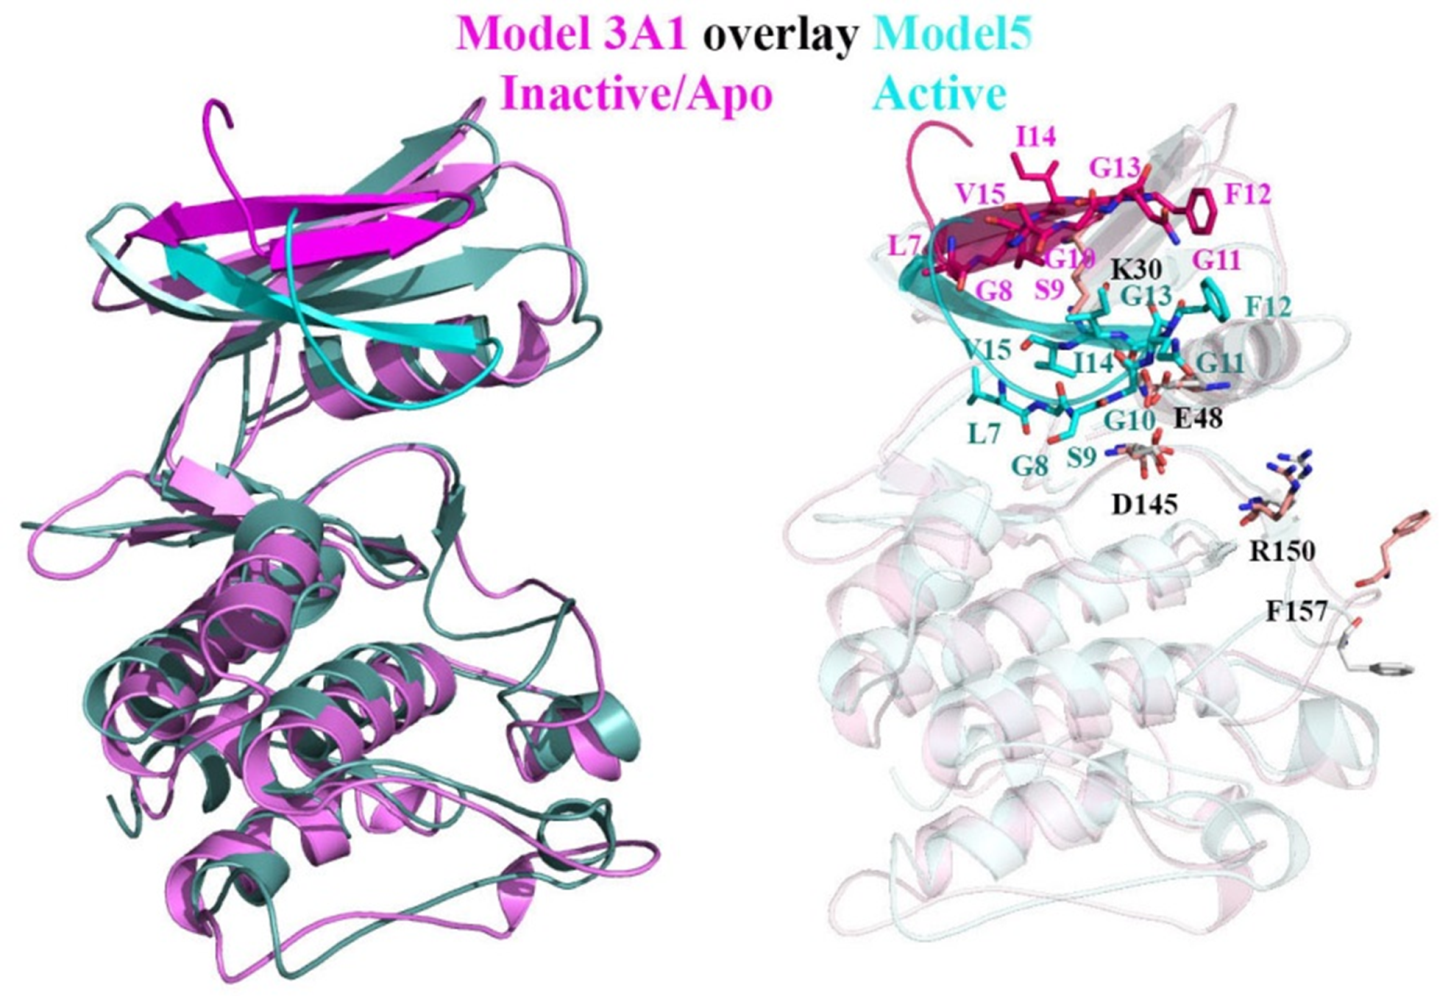 Model 3A1 overlay Model5
Inactive/Apo Active
I14
G13
V15
F12
L7
G10
K30
G11
G8 S9
G13
F12
V15
I14
G11
G10
E48
L7
G8
S9
D145
R150
F157